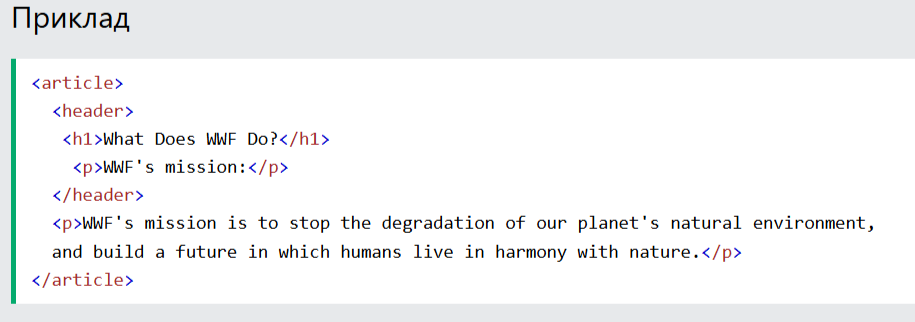 Приклад
<article>
<header>
<h1>What Does WWF Do?</h1>
<p>WWF's mission:</p>
</header>
<p>WWF's mission is to stop the degradation of our planet's natural environment,
and build a future in which humans live in harmony with nature.</p>
</article>